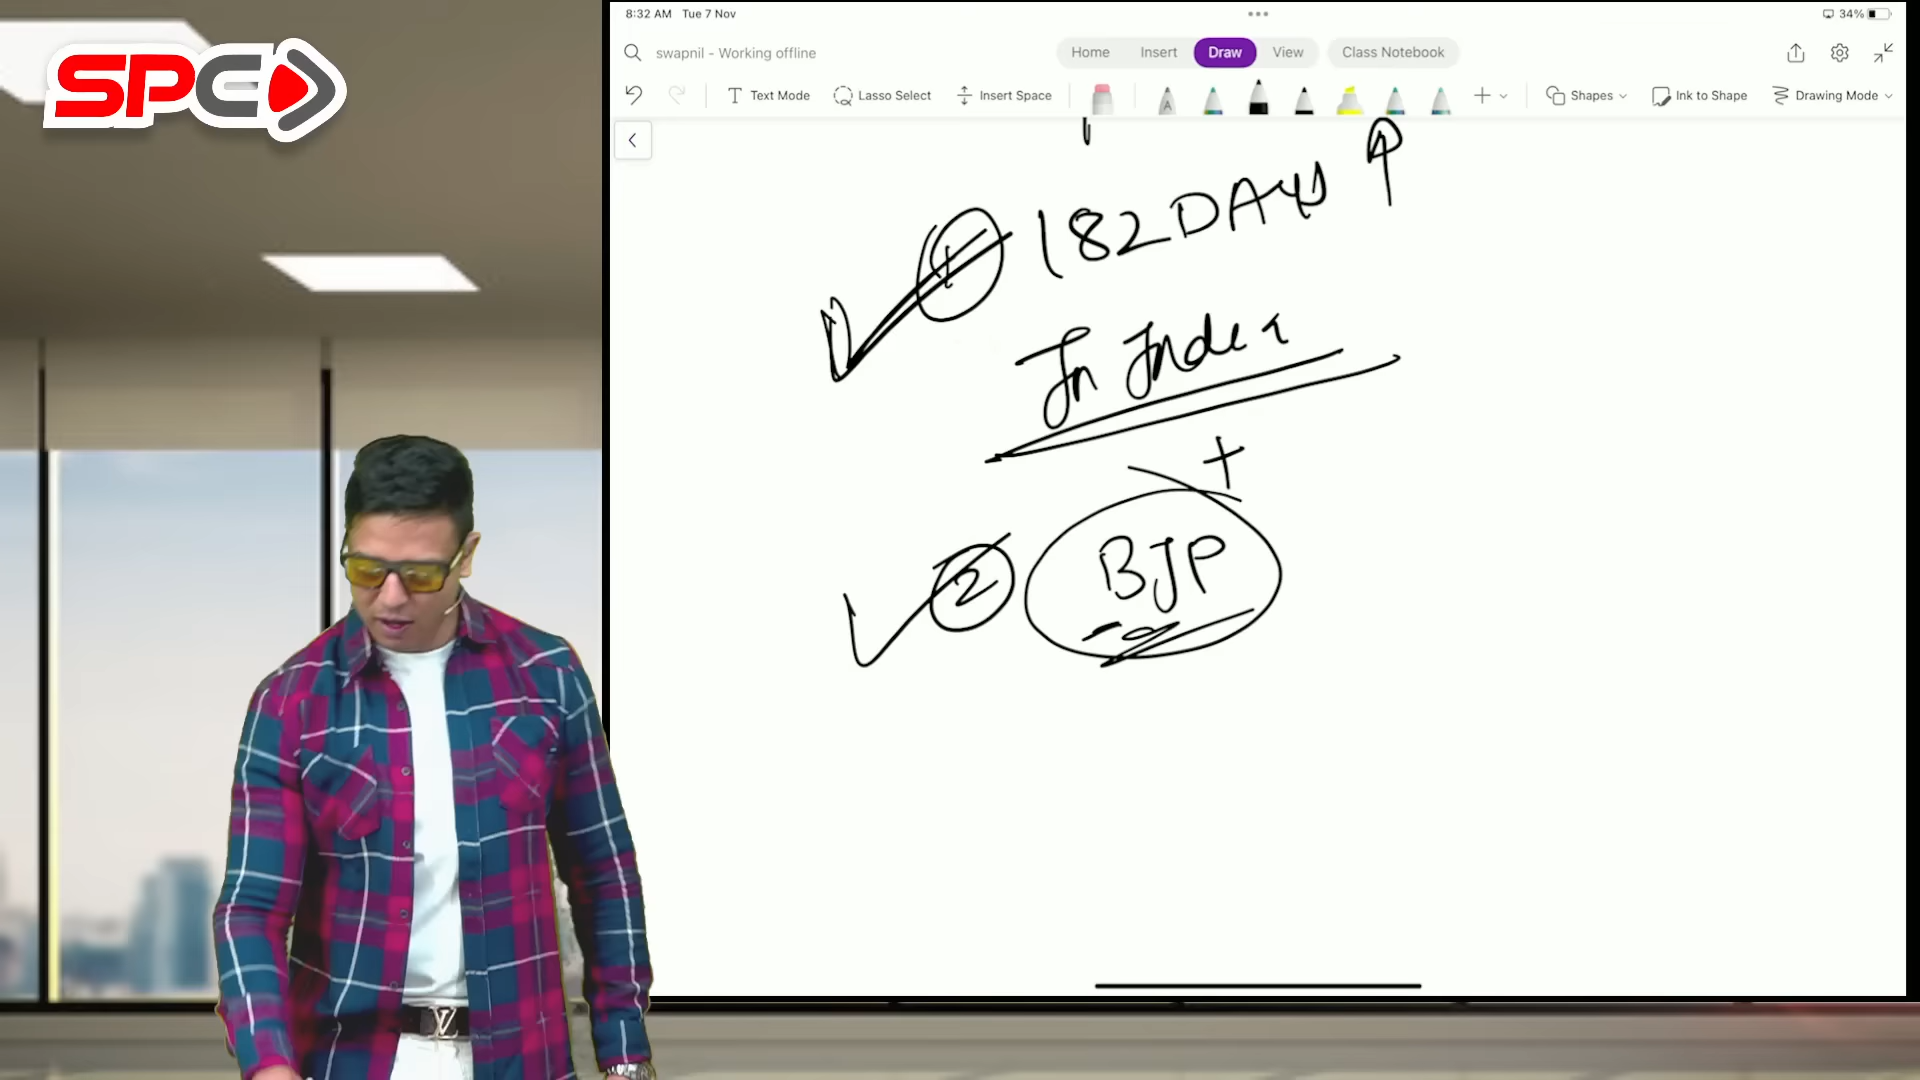 SPC
8:32 AM Tue 7 Nov
34%
swapnil - Working offline
Home Insert Draw View Class Notebook
Text Mode Lasso Select Insert Space Shapes Ink to Shape Drawing Mode
1 182 DAYS
In India
+
2 BJP
LV